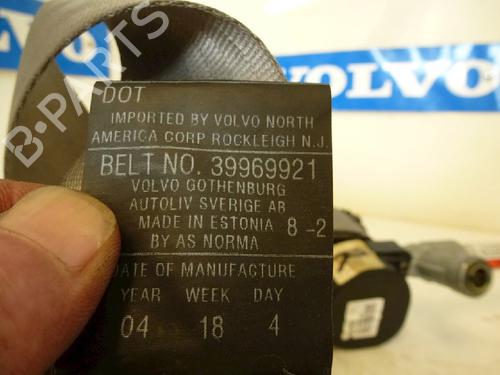 VOLVO
VOLVO
B-PARTS
DOT
IMPORTED BY VOLVO NORTH
AMERICA CORP ROCKLEIGH N.J.
BELT NO. 39969921
VOLVO GOTHENBURG
AUTOLIV SVERIGE AB
MADE IN ESTONIA 8-2
BY AS NORMA
DATE OF MANUFACTURE
YEAR WEEK DAY
04 18 4